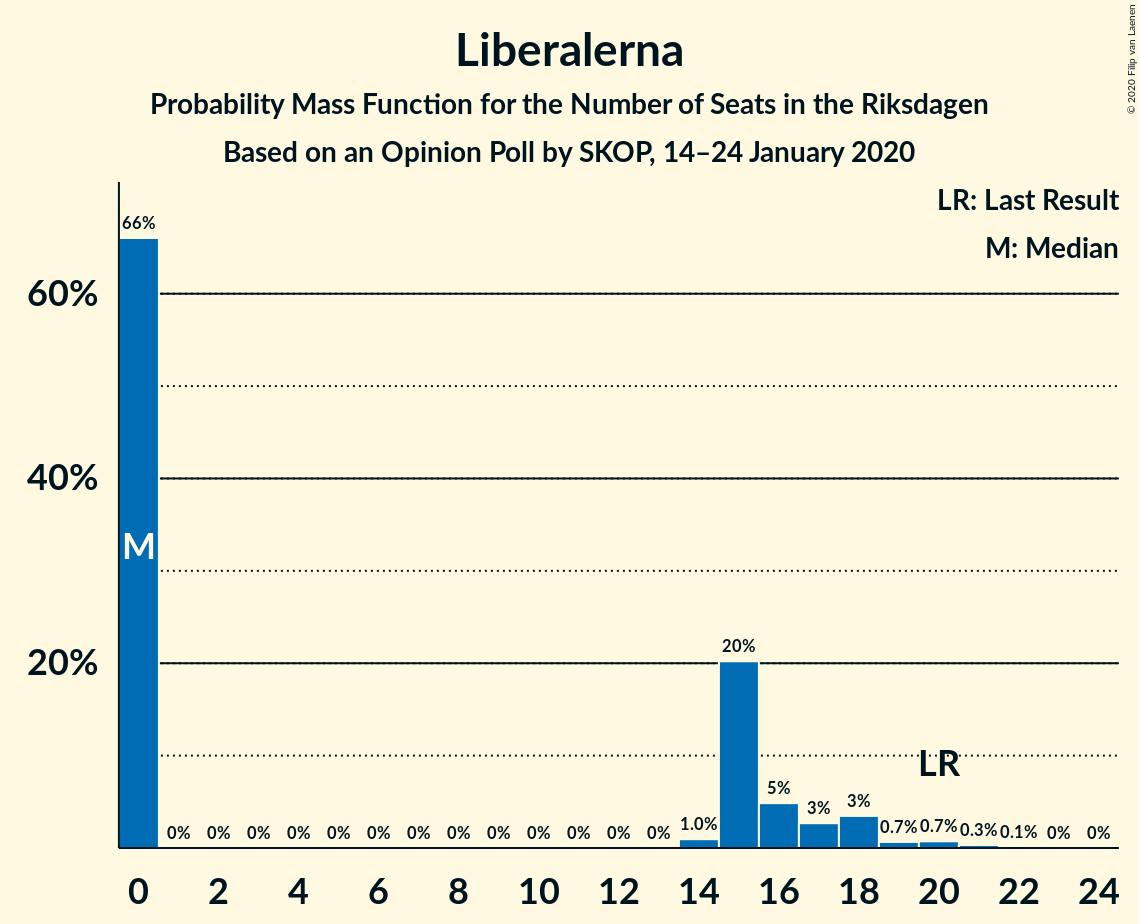 © 2020 Filip van Laenen
Liberalerna
Probability Mass Function for the Number of Seats in the Riksdagen
Based on an Opinion Poll by SKOP, 14–24 January 2020
LR: Last Result
M: Median
66%
60%
40%
M
20%
20%
LR
5%
3%
3%
0% 0% 0% 0% 0% 0% 0% 0% 0% 0% 0% 0% 0% 1.0% 0.7% 0.7% 0.3% 0.1% 0% 0%
0 2 4 6 8 10 12 14 16 18 20 22 24